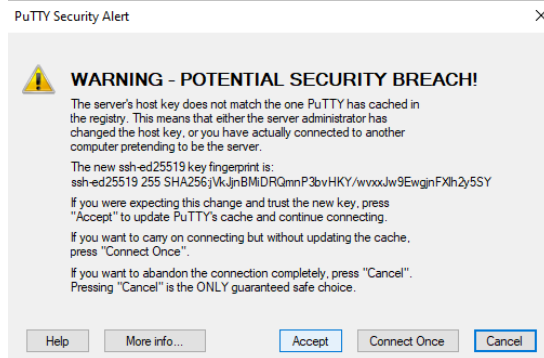 PuTTY Security Alert
WARNING - POTENTIAL SECURITY BREACH!
The server's host key does not match the one PuTTY has cached in
the registry. This means that either the server administrator has
changed the host key, or you have actually connected to another
computer pretending to be the server.
The new ssh-ed25519 key fingerprint is:
ssh-ed25519 255 SHA256:jVkJjnBMiDRQmnP3bvHKY/wvxxJw9EwgjnFXlh2y5SY
If you were expecting this change and trust the new key, press
"Accept" to update PuTTY's cache and continue connecting.
If you want to carry on connecting but without updating the cache,
press "Connect Once".
If you want to abandon the connection completely, press "Cancel".
Pressing "Cancel" is the ONLY guaranteed safe choice.
Help
More info...
Accept
Connect Once
Cancel